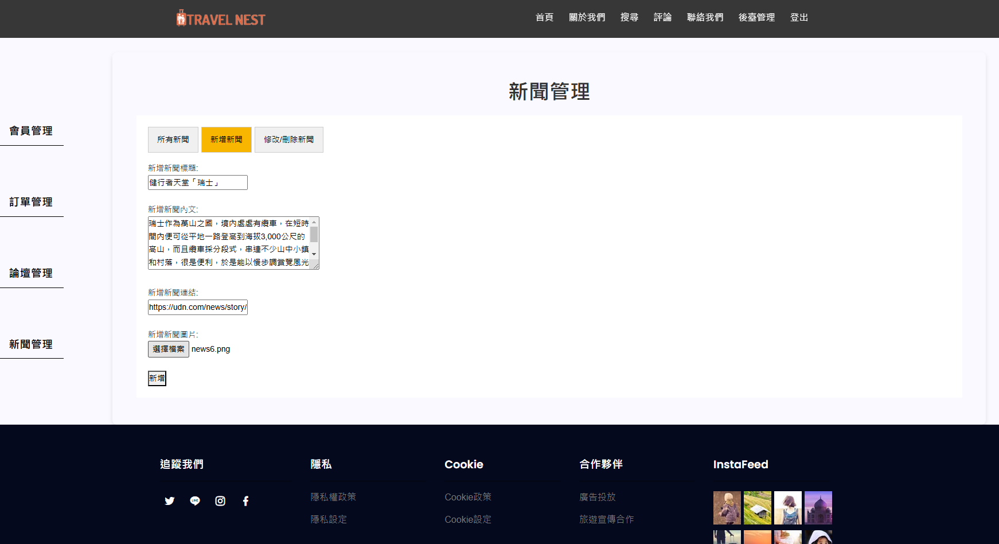 TRAVEL NEST
首頁 關於我們 搜尋 評論 聯絡我們 後臺管理 登出
會員管理
訂單管理
論壇管理
新聞管理
新聞管理
所有新聞 新增新聞 修改/刪除新聞
新增新聞標題:
健行者天堂「瑞士」
新增新聞內文:
瑞士作為萬山之國，境內處處有纜車，在短時
間內便可從平地一路登高到海拔3,000公尺的
高山，而且纜車採分段式，串連不少山中小鎮
和村落，很是便利，於是能以慢步調賞覽風光
新增新聞連結:
https://udn.com/news/story/
新增新聞圖片:
選擇檔案 news6.png
新增
追蹤我們
LINE
隱私
隱私權政策
隱私設定
Cookie
Cookie政策
Cookie設定
合作夥伴
廣告投放
旅遊宣傳合作
InstaFeed